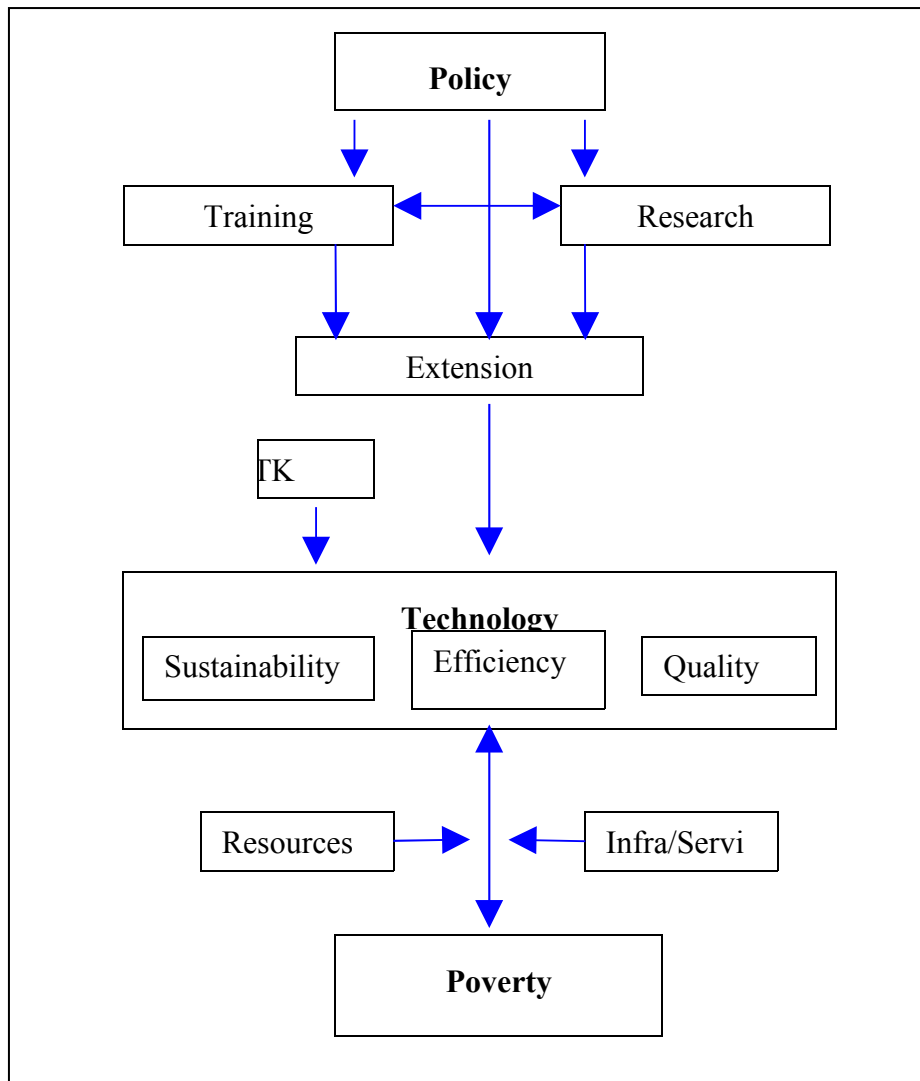 Policy
Training
Research
Extension
TK
Technology
Sustainability
Efficiency
Quality
Resources
Infra/Servi
Poverty